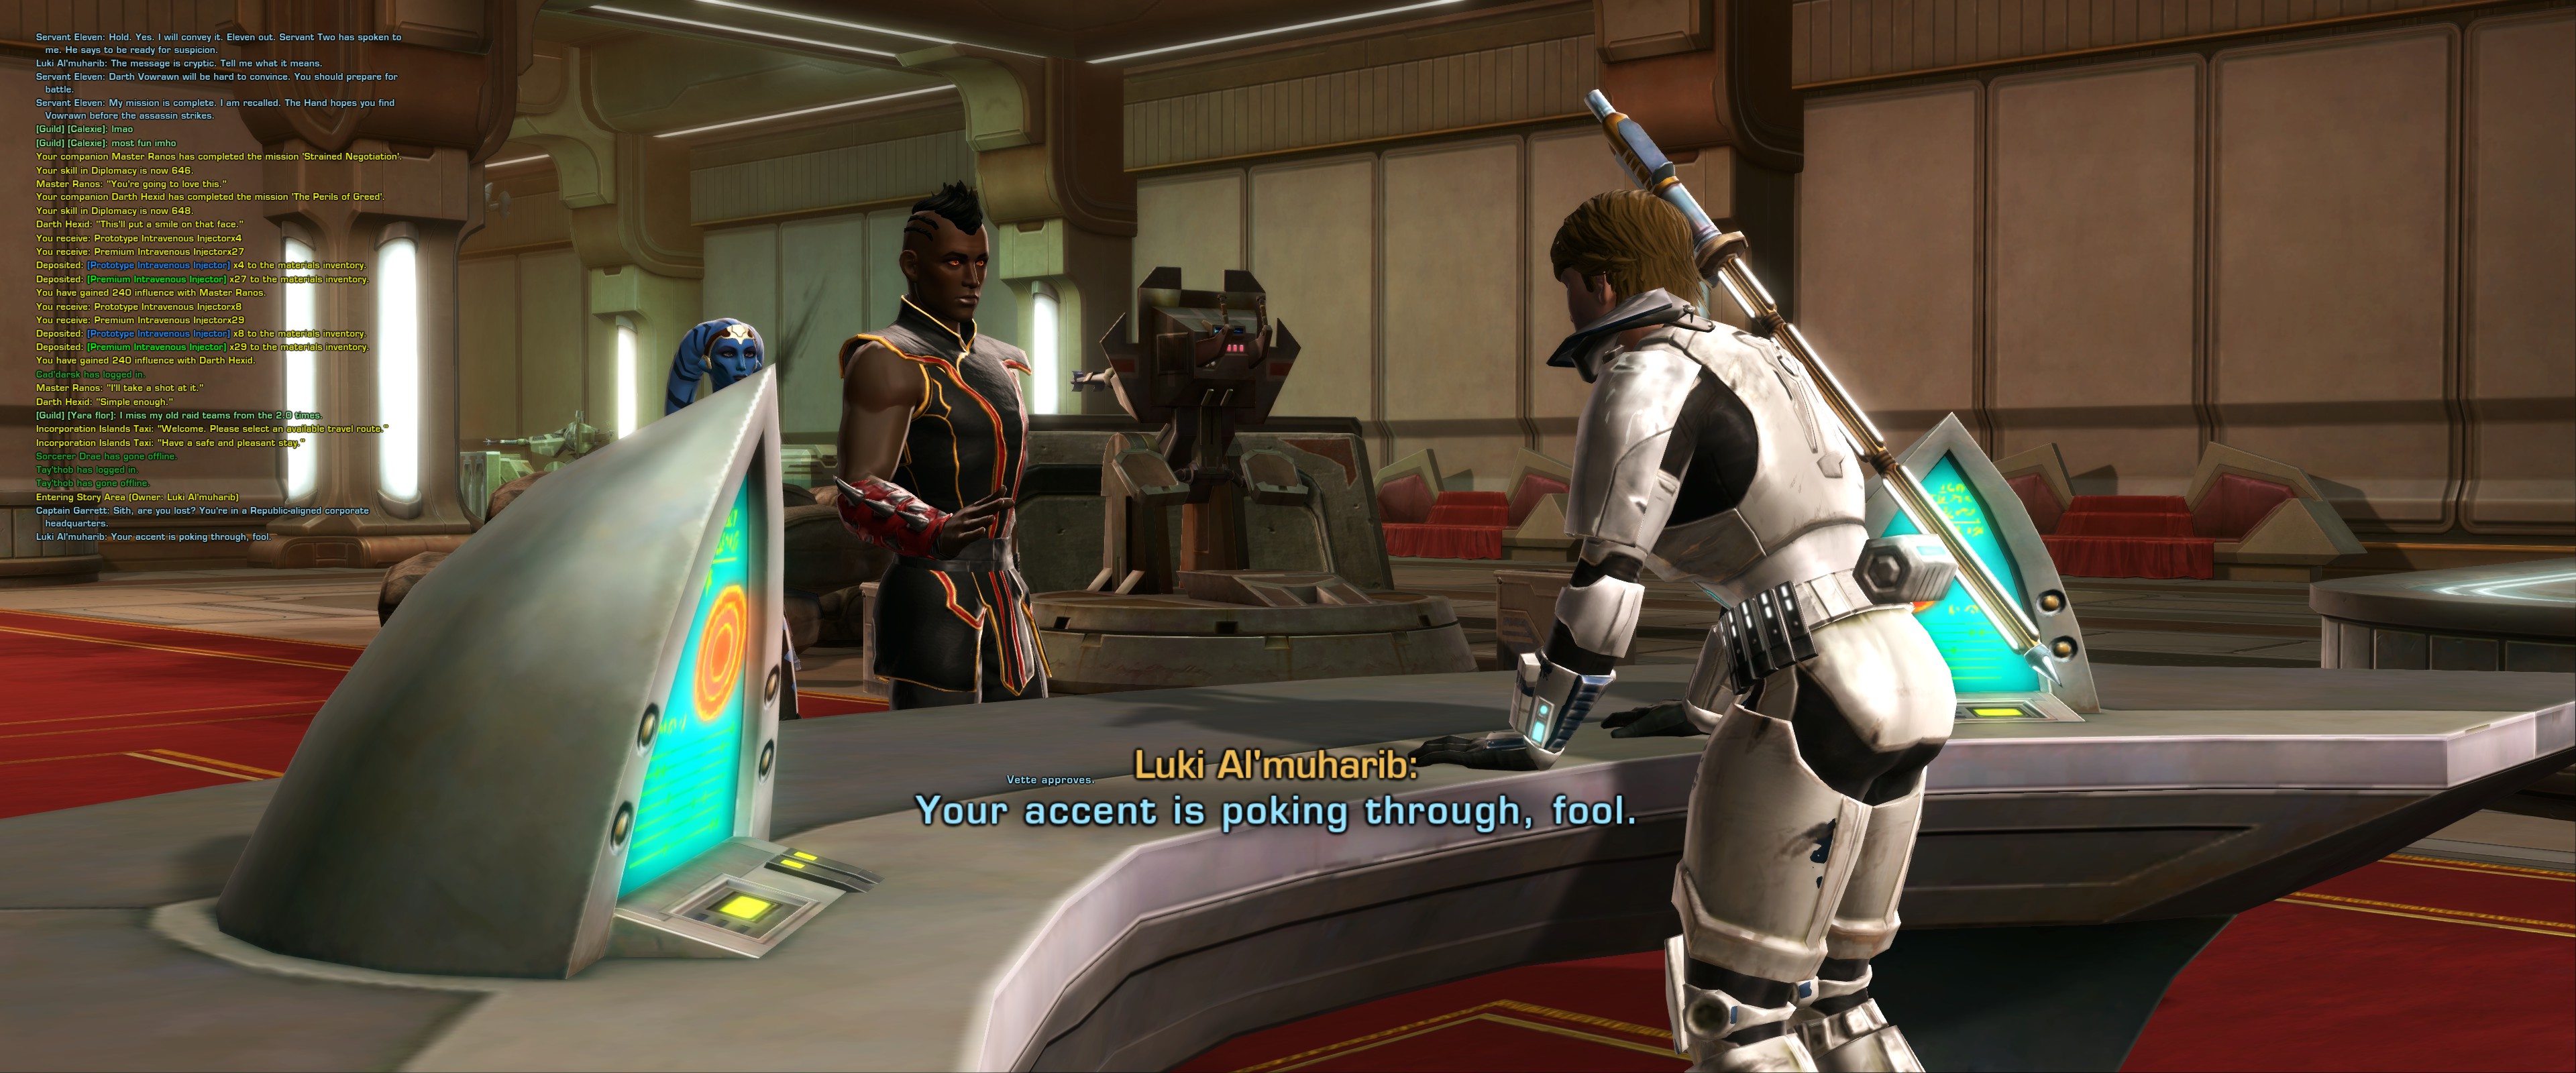 Servant Eleven: Hold. Yes. I will convey it. Eleven out. Servant Two has spoken to
me. He says to be ready for suspicion.
Luki Al'muharib: The message is cryptic. Tell me what it means.
Servant Eleven: Darth Vowrawn will be hard to convince. You should prepare for
battle.
Servant Eleven: My mission is complete. I am recalled. The Hand hopes you find
Vowrawn before the assassin strikes.
[Guild] [Calexie]: lmao
[Guild] [Calexie]: most fun imho
Your companion Master Ranos has completed the mission 'Strained Negotiation'.
Your skill in Diplomacy is now 646.
Master Ranos: "You're going to love this."
Your companion Darth Hexid has completed the mission 'The Perils of Greed'.
Your skill in Diplomacy is now 648.
Darth Hexid: "This'll put a smile on that face."
You receive: Prototype Intravenous Injectorx4
You receive: Premium Intravenous Injectorx27
Deposited: [Prototype Intravenous Injector] x4 to the materials inventory.
Deposited: [Premium Intravenous Injector] x27 to the materials inventory.
You have gained 240 influence with Master Ranos.
You receive: Prototype Intravenous Injectorx8
You receive: Premium Intravenous Injectorx29
Deposited: [Prototype Intravenous Injector] x8 to the materials inventory.
Deposited: [Premium Intravenous Injector] x29 to the materials inventory.
You have gained 240 influence with Darth Hexid.
Cad'darsk has logged in.
Master Ranos: "I'll take a shot at it."
Darth Hexid: "Simple enough."
[Guild] [Yara flor]: I miss my old raid teams from the 2.0 times.
Incorporation Islands Taxi: "Welcome. Please select an available travel route."
Incorporation Islands Taxi: "Have a safe and pleasant stay."
Sorcerer Drae has gone offline.
Tay'thob has logged in.
Tay'thob has gone offline.
Entering Story Area (Owner: Luki Al'muharib)
Captain Garrett: Sith, are you lost? You're in a Republic-aligned corporate
headquarters.
Luki Al'muharib: Your accent is poking through, fool.
Vette approves.
Luki Al'muharib:
Your accent is poking through, fool.